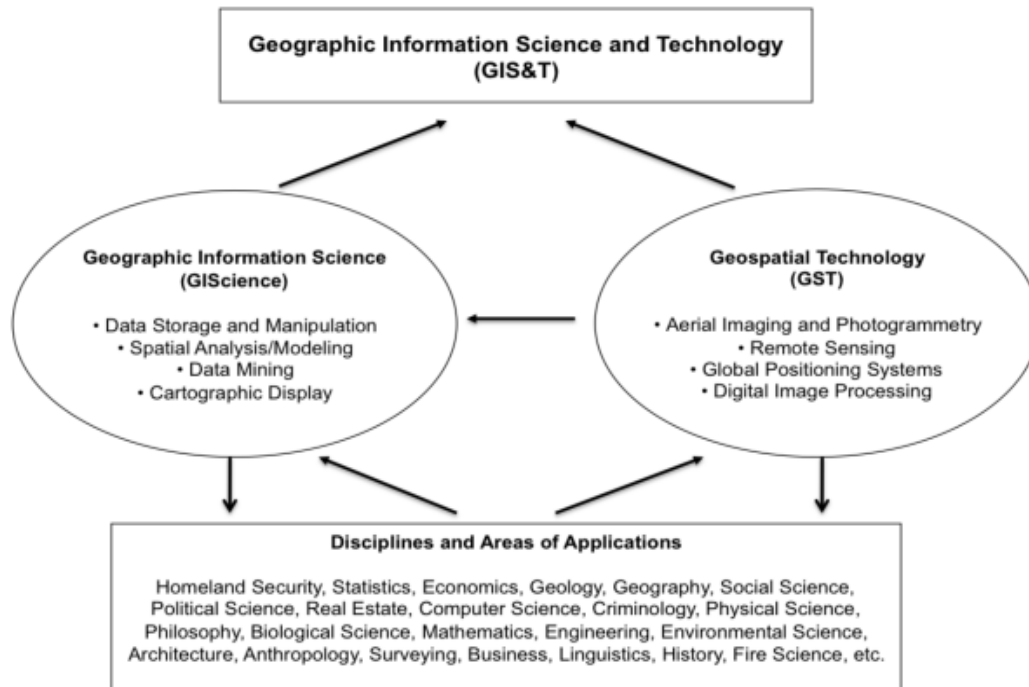 Geographic Information Science and Technology
(GIS&T)
Geographic Information Science
(GIScience)
• Data Storage and Manipulation
• Spatial Analysis/Modeling
• Data Mining
• Cartographic Display
Geospatial Technology
(GST)
• Aerial Imaging and Photogrammetry
• Remote Sensing
• Global Positioning Systems
• Digital Image Processing
Disciplines and Areas of Applications
Homeland Security, Statistics, Economics, Geology, Geography, Social Science,
Political Science, Real Estate, Computer Science, Criminology, Physical Science,
Philosophy, Biological Science, Mathematics, Engineering, Environmental Science,
Architecture, Anthropology, Surveying, Business, Linguistics, History, Fire Science, etc.